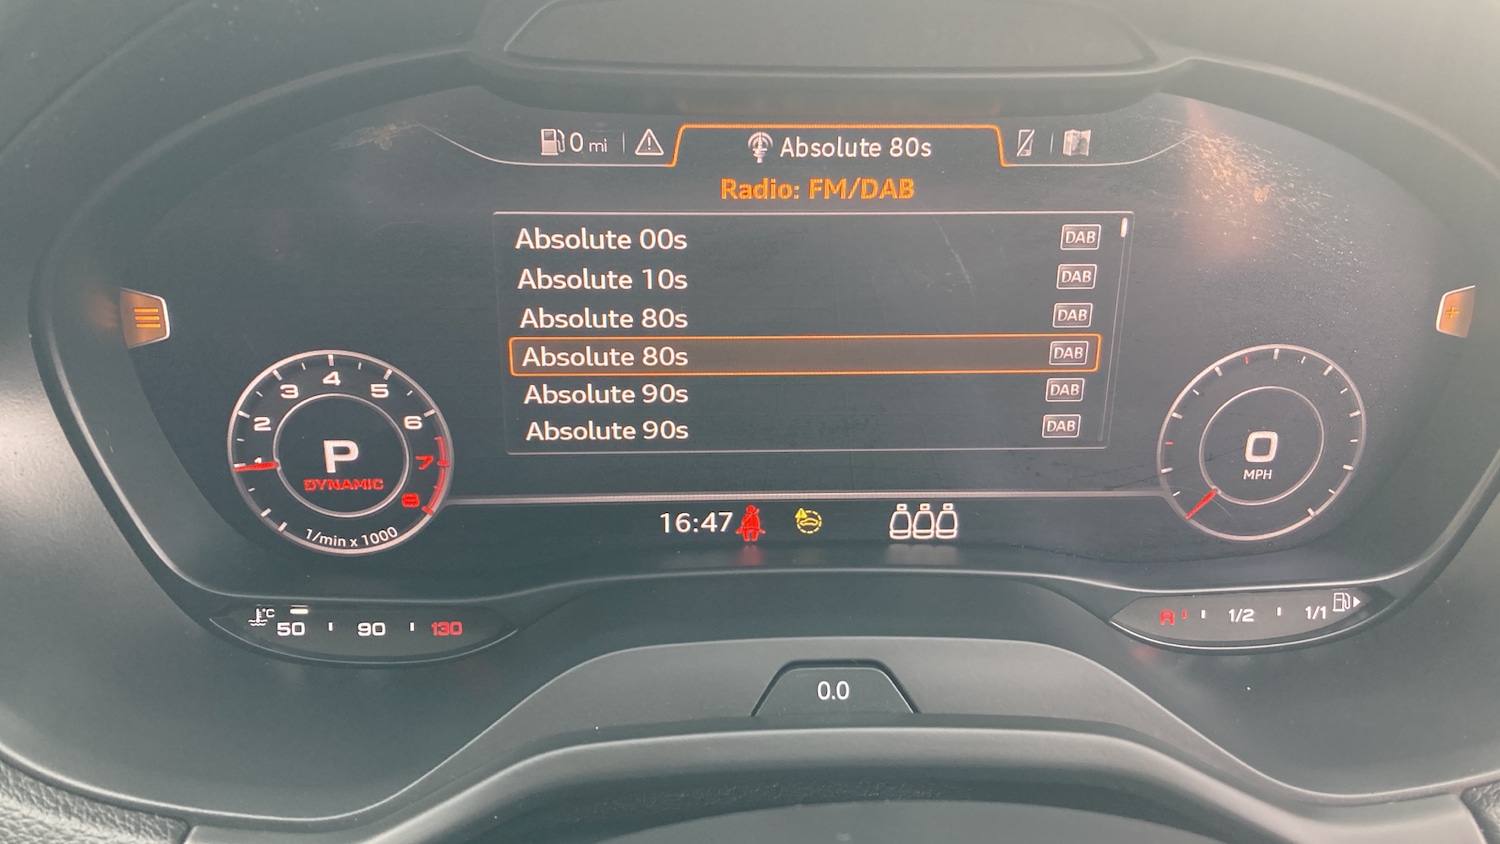 0 mi
Absolute 80s
Radio: FM/DAB
Absolute 00s DAB
Absolute 10s DAB
Absolute 80s DAB
Absolute 80s DAB
Absolute 90s DAB
Absolute 90s DAB
1 2 3 4 5 6 7 8
P
DYNAMIC
1/min x 1000
0
MPH
16:47
°C
50 90 130
R 1/2 1/1
0.0